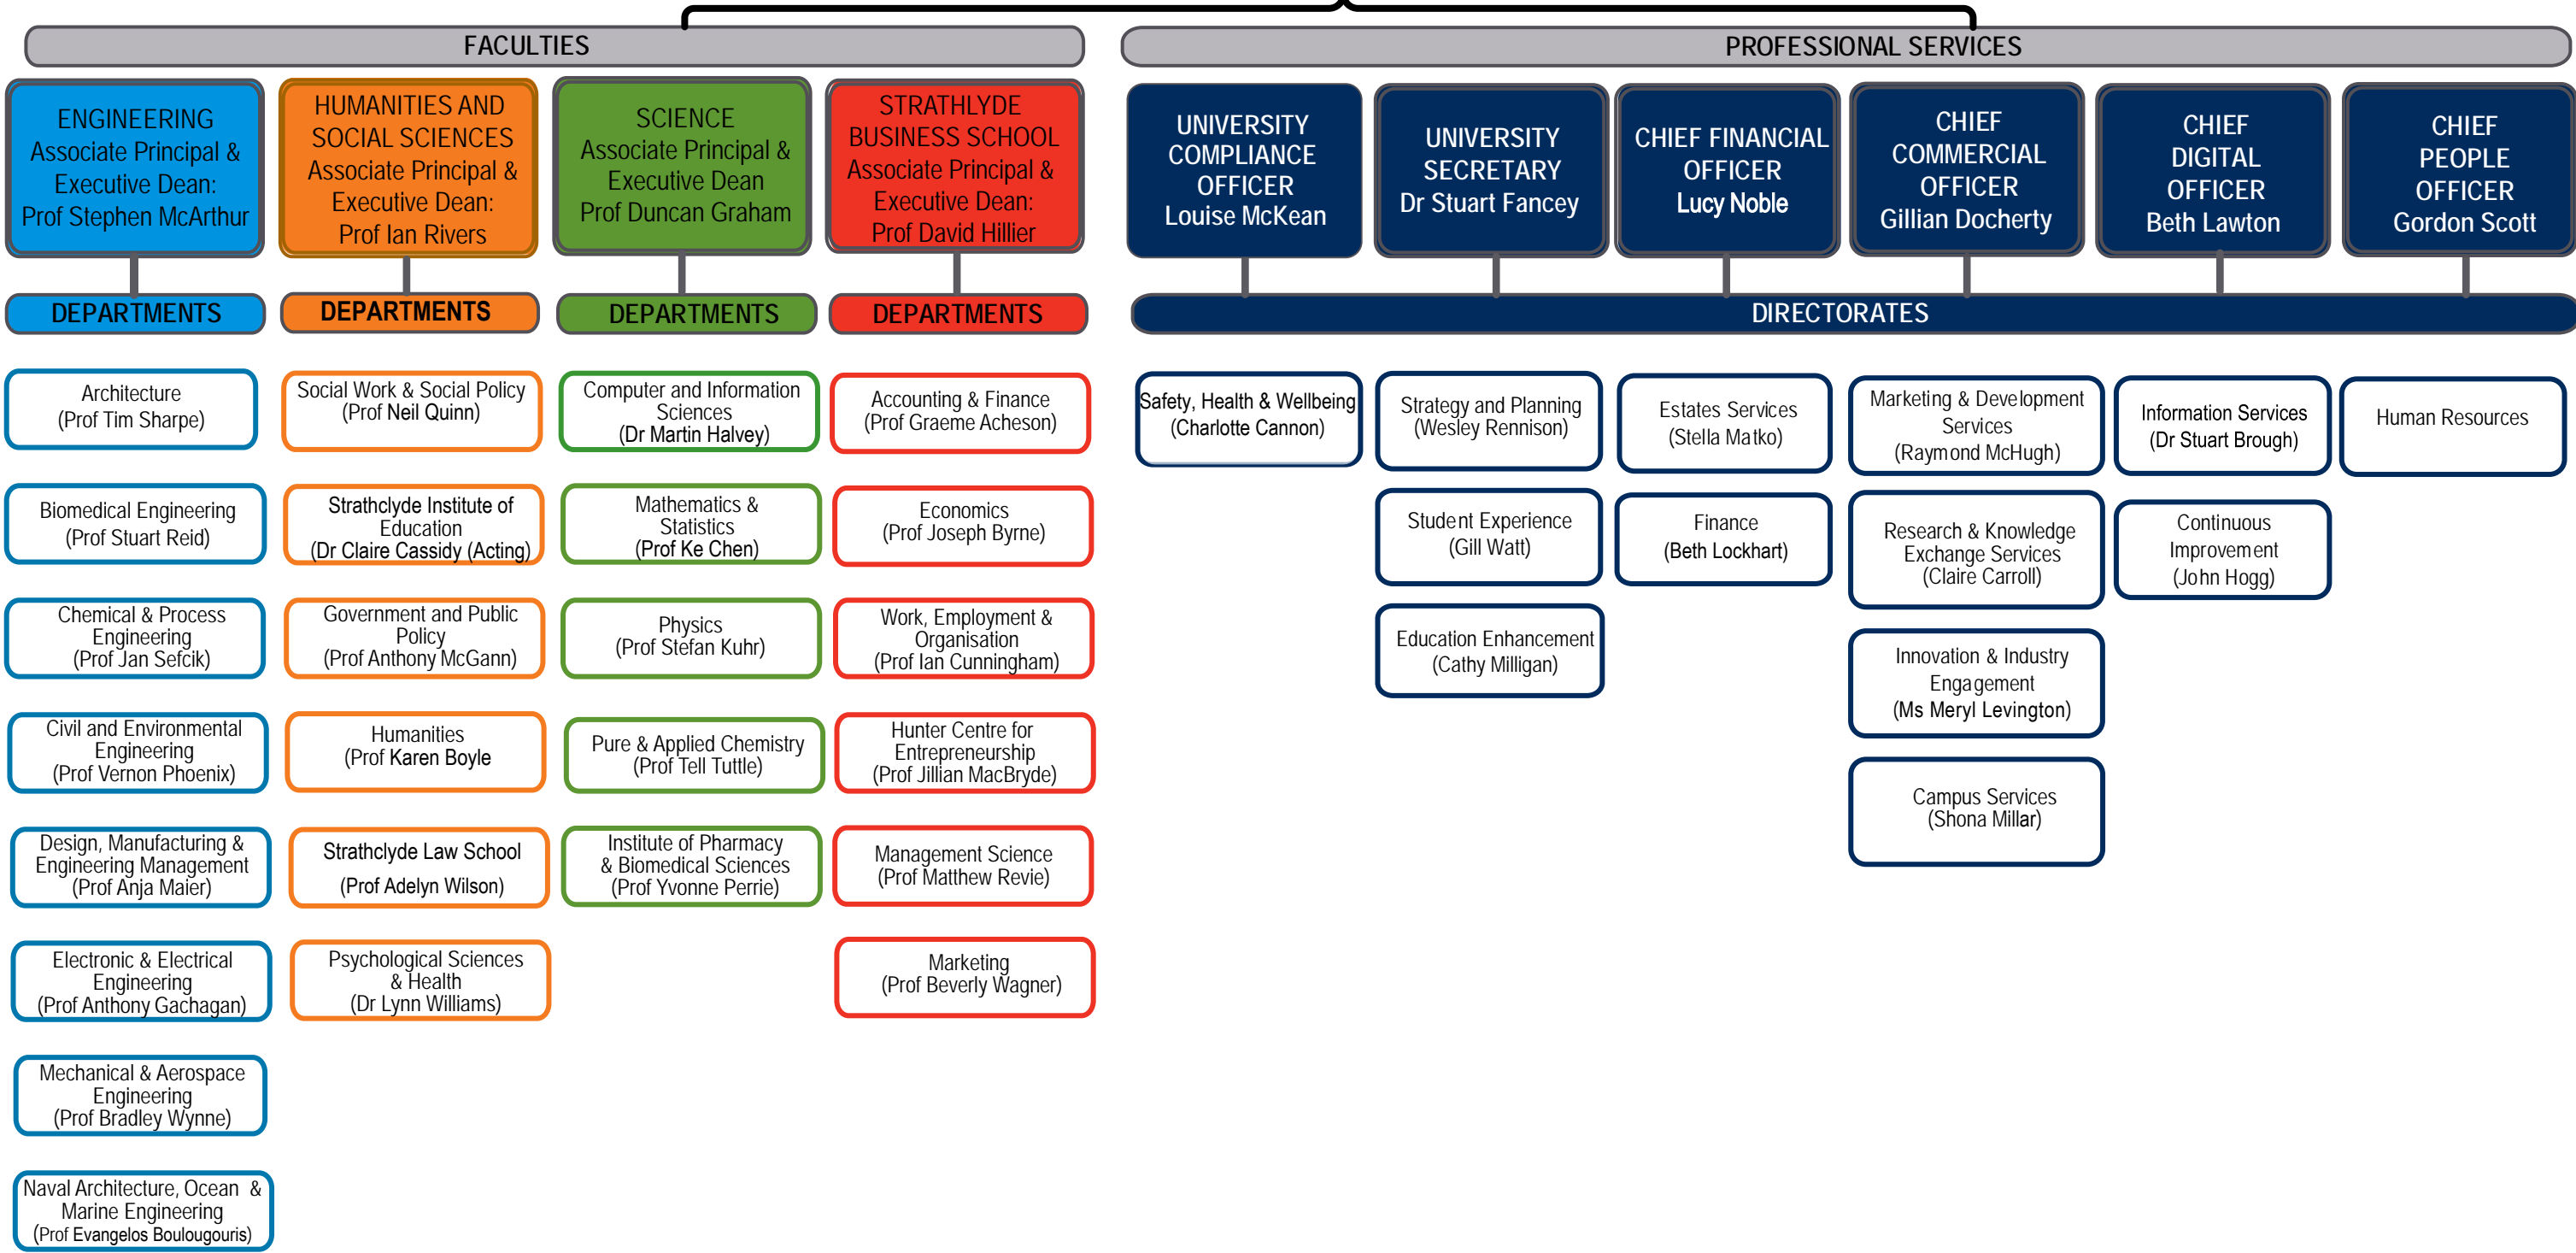 FACULTIES
PROFESSIONAL SERVICES
ENGINEERING
Associate Principal &
Executive Dean:
Prof Stephen McArthur
HUMANITIES AND
SOCIAL SCIENCES
Associate Principal &
Executive Dean:
Prof Ian Rivers
SCIENCE
Associate Principal &
Executive Dean
Prof Duncan Graham
STRATHLYDE
BUSINESS SCHOOL
Associate Principal &
Executive Dean:
Prof David Hillier
UNIVERSITY
COMPLIANCE
OFFICER
Louise McKean
UNIVERSITY
SECRETARY
Dr Stuart Fancey
CHIEF FINANCIAL
OFFICER
Lucy Noble
CHIEF
COMMERCIAL
OFFICER
Gillian Docherty
CHIEF
DIGITAL
OFFICER
Beth Lawton
CHIEF
PEOPLE
OFFICER
Gordon Scott
DEPARTMENTS
DEPARTMENTS
DEPARTMENTS
DEPARTMENTS
DIRECTORATES
Architecture
(Prof Tim Sharpe)
Biomedical Engineering
(Prof Stuart Reid)
Chemical & Process
Engineering
(Prof Jan Sefcik)
Civil and Environmental
Engineering
(Prof Vernon Phoenix)
Design, Manufacturing &
Engineering Management
(Prof Anja Maier)
Electronic & Electrical
Engineering
(Prof Anthony Gachagan)
Mechanical & Aerospace
Engineering
(Prof Bradley Wynne)
Naval Architecture, Ocean &
Marine Engineering
(Prof Evangelos Boulougouris)
Social Work & Social Policy
(Prof Neil Quinn)
Strathclyde Institute of
Education
(Dr Claire Cassidy (Acting)
Government and Public
Policy
(Prof Anthony McGann)
Humanities
(Prof Karen Boyle
Strathclyde Law School
(Prof Adelyn Wilson)
Psychological Sciences
& Health
(Dr Lynn Williams)
Computer and Information
Sciences
(Dr Martin Halvey)
Mathematics &
Statistics
(Prof Ke Chen)
Physics
(Prof Stefan Kuhr)
Pure & Applied Chemistry
(Prof Tell Tuttle)
Institute of Pharmacy
& Biomedical Sciences
(Prof Yvonne Perrie)
Accounting & Finance
(Prof Graeme Acheson)
Economics
(Prof Joseph Byrne)
Work, Employment &
Organisation
(Prof Ian Cunningham)
Hunter Centre for
Entrepreneurship
(Prof Jillian MacBryde)
Management Science
(Prof Matthew Revie)
Marketing
(Prof Beverly Wagner)
Safety, Health & Wellbeing
(Charlotte Cannon)
Strategy and Planning
(Wesley Rennison)
Student Experience
(Gill Watt)
Education Enhancement
(Cathy Milligan)
Estates Services
(Stella Matko)
Finance
(Beth Lockhart)
Marketing & Development
Services
(Raymond McHugh)
Research & Knowledge
Exchange Services
(Claire Carroll)
Innovation & Industry
Engagement
(Ms Meryl Levington)
Campus Services
(Shona Millar)
Information Services
(Dr Stuart Brough)
Continuous
Improvement
(John Hogg)
Human Resources